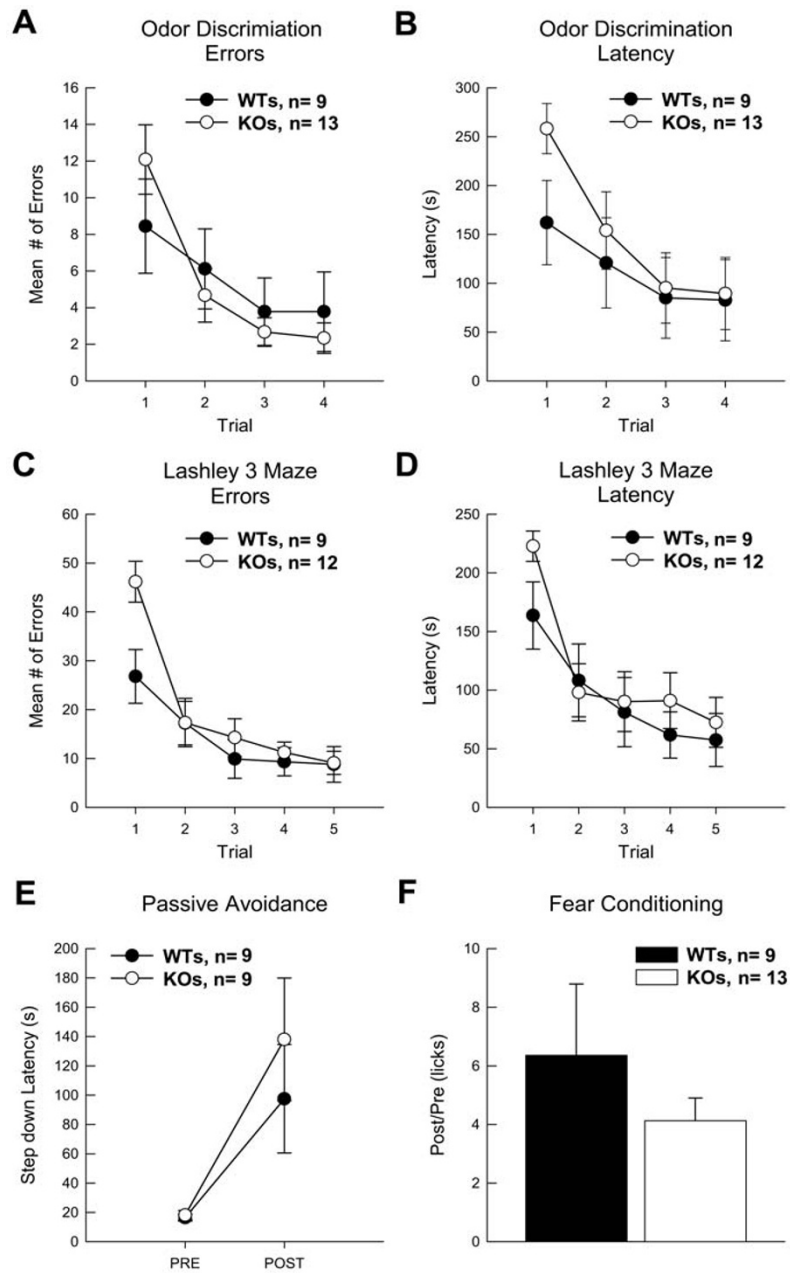 A
Odor Discrimiation
Errors
WTs, n= 9
KOs, n= 13
16
14
12
10
8
6
4
2
0
Mean # of Errors
1 2 3 4
Trial
B
Odor Discrimination
Latency
WTs, n= 9
KOs, n= 13
300
250
200
150
100
50
0
Latency (s)
1 2 3 4
Trial
C
Lashley 3 Maze
Errors
WTs, n= 9
KOs, n= 12
60
50
40
30
20
10
0
Mean # of Errors
1 2 3 4 5
Trial
D
Lashley 3 Maze
Latency
WTs, n= 9
KOs, n= 12
250
200
150
100
50
0
Latency (s)
1 2 3 4 5
Trial
E
Passive Avoidance
WTs, n= 9
KOs, n= 9
200
180
160
140
120
100
80
60
40
20
0
Step down Latency (s)
PRE POST
F
Fear Conditioning
WTs, n= 9
KOs, n= 13
10
8
6
4
2
0
Post/Pre (licks)